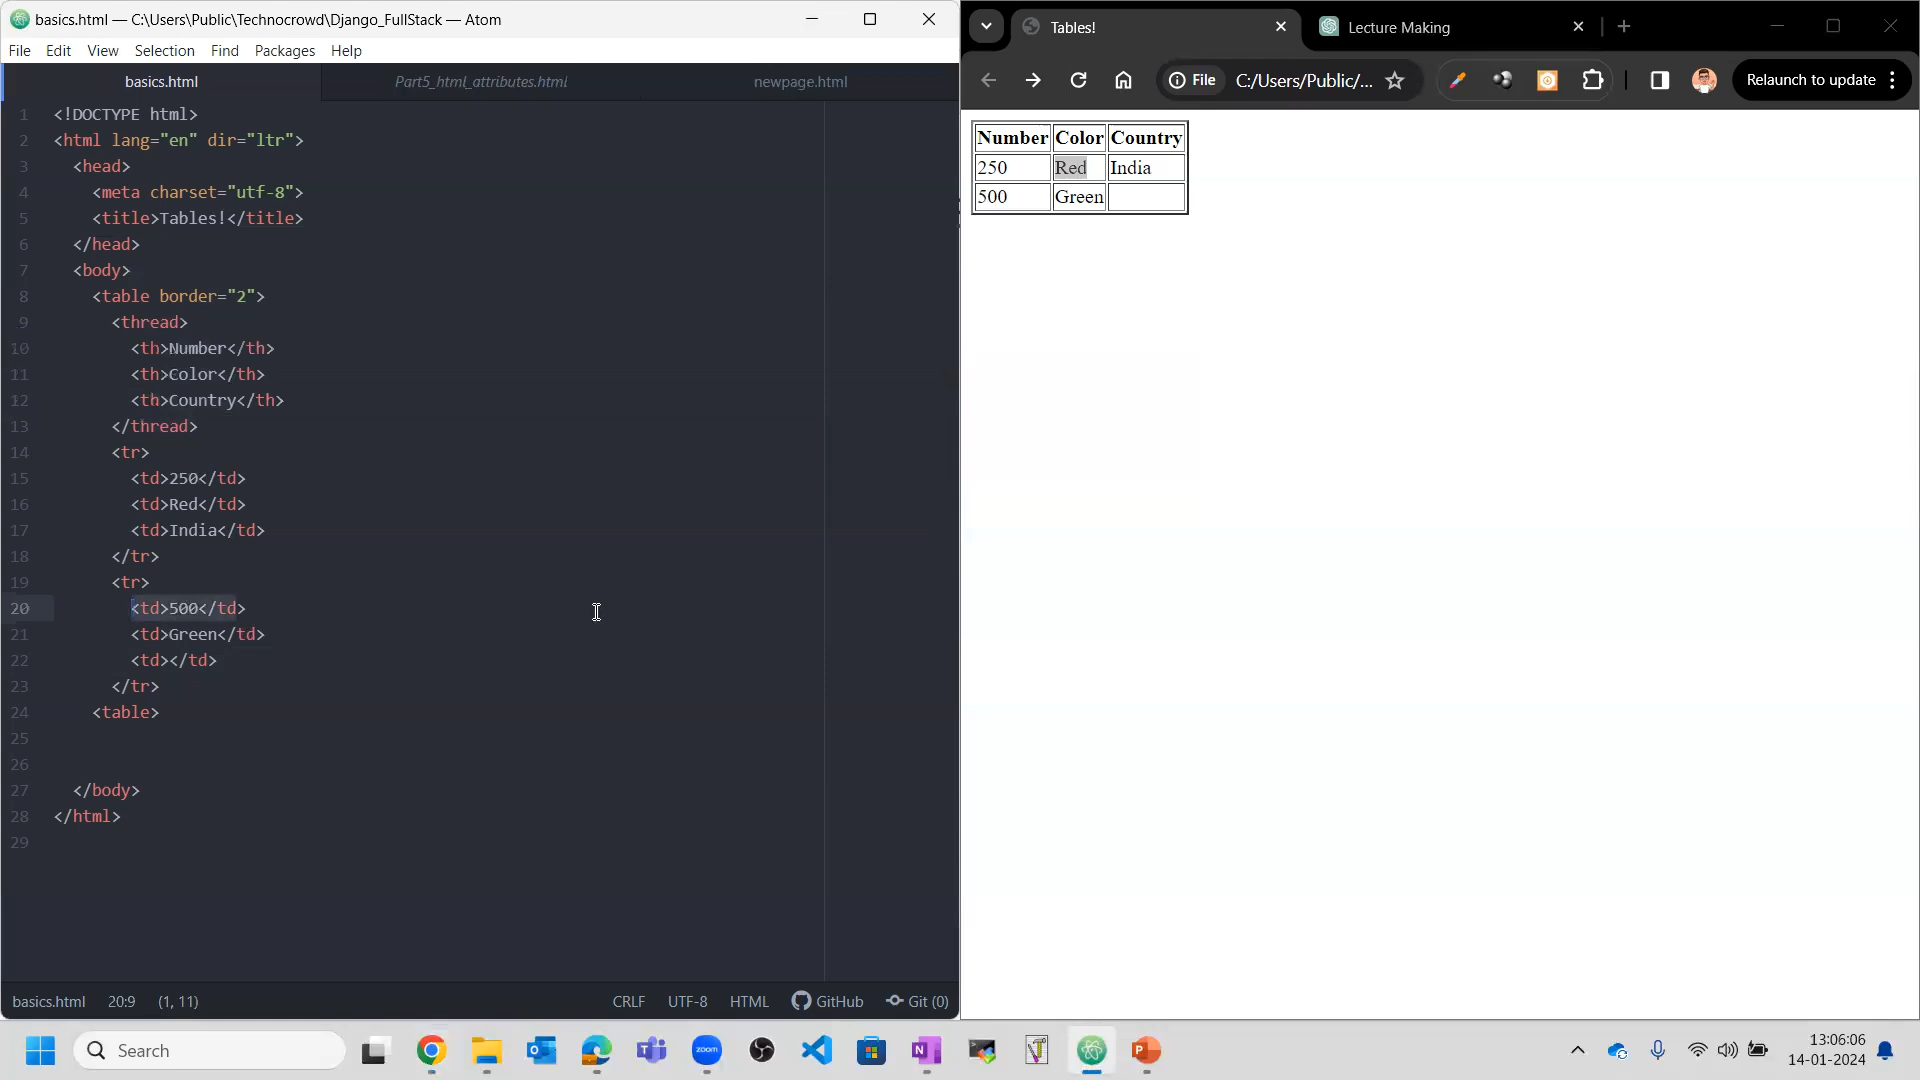 basics.html — C:\Users\Public\Technocrowd\Django_FullStack — Atom
File Edit View Selection Find Packages Help
basics.html Part5_html_attributes.html newpage.html
1 <!DOCTYPE html>
2 <html lang="en" dir="ltr">
3 <head>
4 <meta charset="utf-8">
5 <title>Tables!</title>
6 </head>
7 <body>
8 <table border="2">
9 <thread>
10 <th>Number</th>
11 <th>Color</th>
12 <th>Country</th>
13 </thread>
14 <tr>
15 <td>250</td>
16 <td>Red</td>
17 <td>India</td>
18 </tr>
19 <tr>
20 <td>500</td>
21 <td>Green</td>
22 <td></td>
23 </tr>
24 <table>
25
26
27 </body>
28 </html>
29
basics.html 20:9 (1, 11) CRLF UTF-8 HTML GitHub Git (0)
Tables! Lecture Making
File C:/Users/Public/... Relaunch to update
Number Color Country
250 Red India
500 Green
Search
zoom
13:06:06
14-01-2024